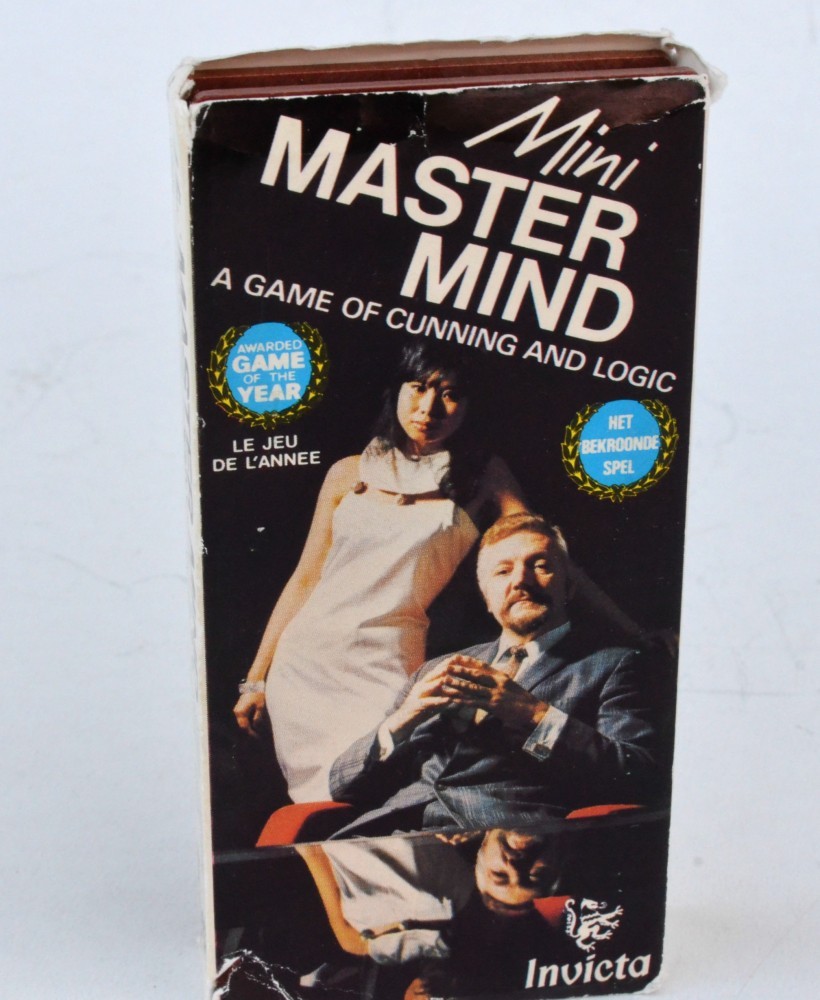 Mini
MASTER
MIND
A GAME OF CUNNING AND LOGIC
AWARDED
GAME
OF THE
YEAR
LE JEU
DE L'ANNEE
HET
BEKROONDE
SPEL
Invicta